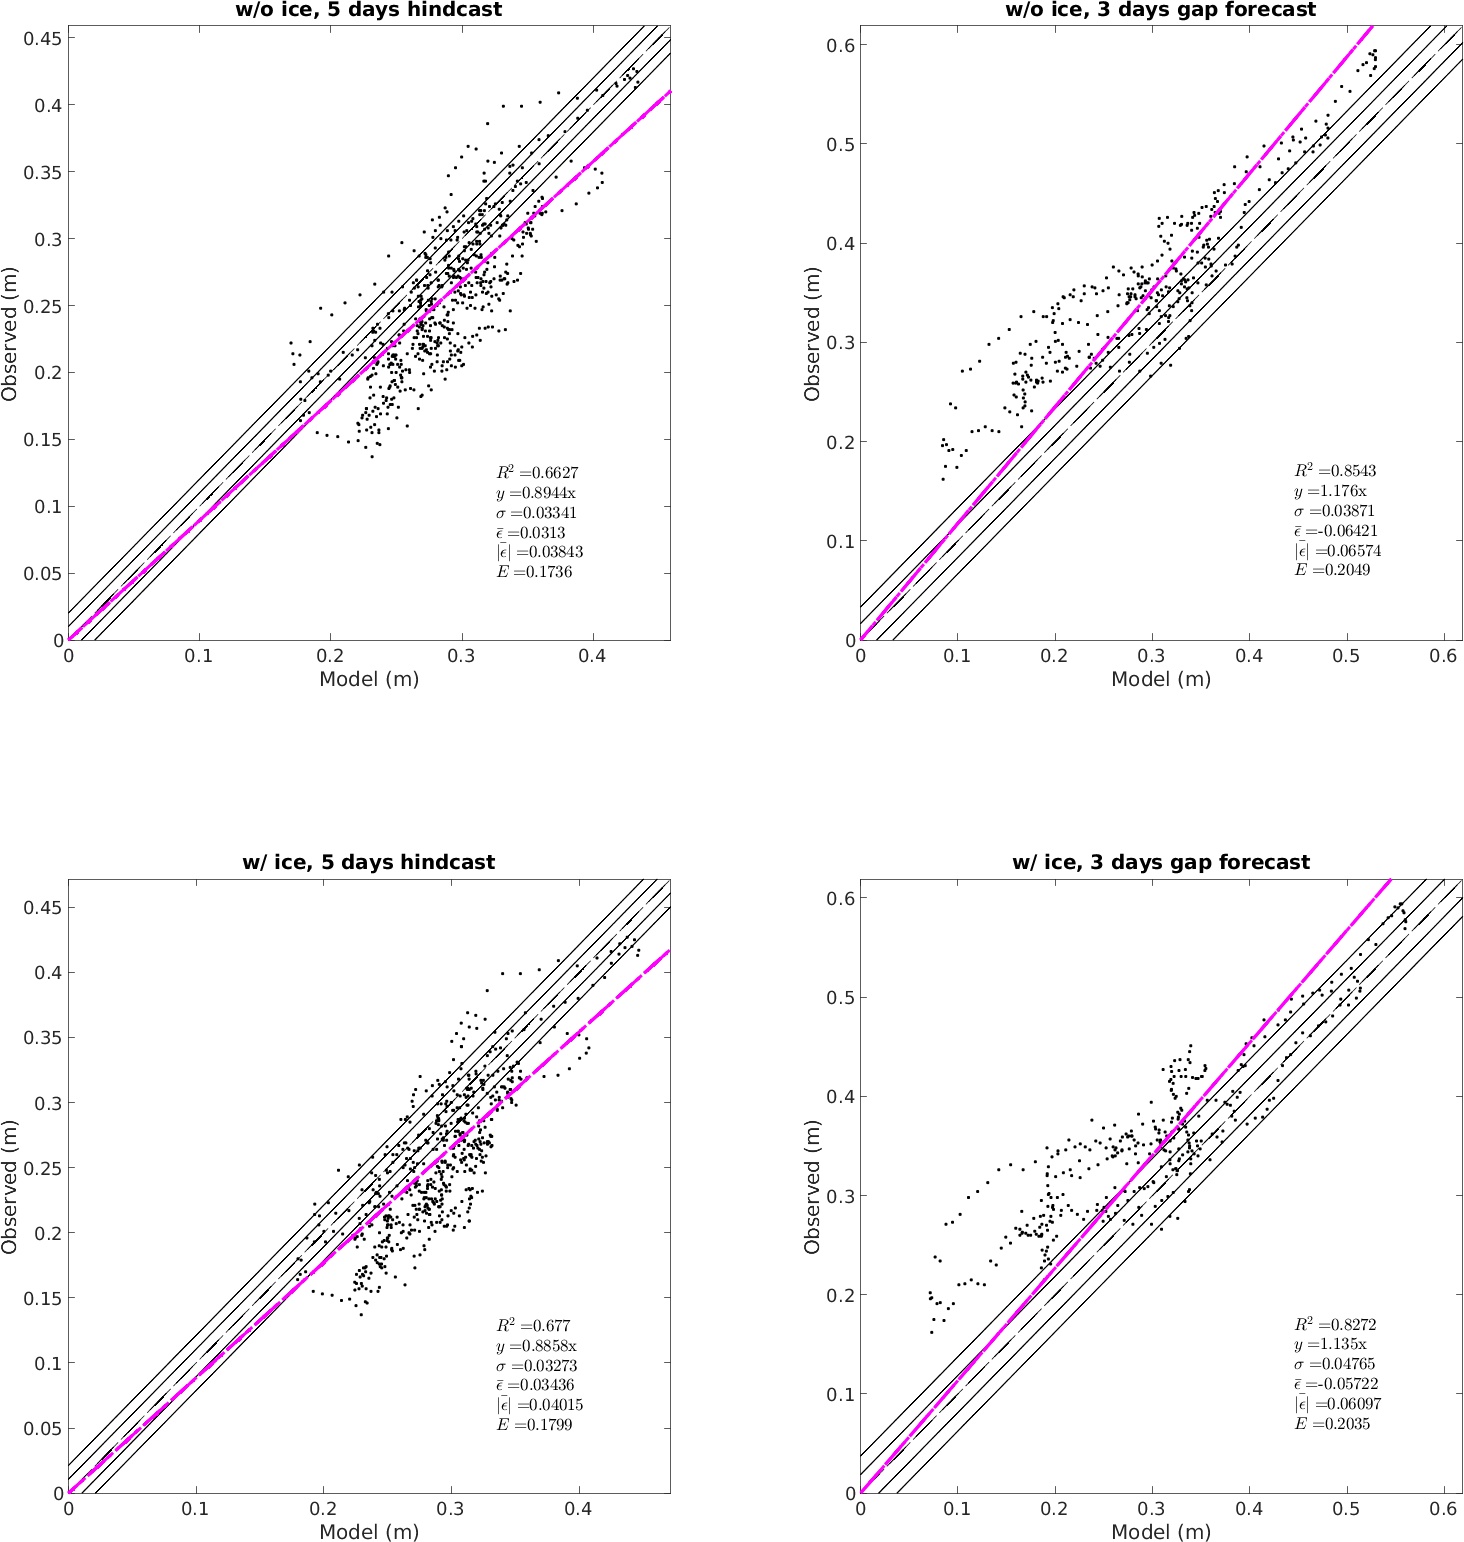 w/o ice, 5 days hindcast
0.45
0.4
0.35
0.3
0.25
0.2
0.15
0.1
0.05
0
Observed (m)
R² =0.6627
y =0.8944x
σ =0.03341
ε̄ =0.0313
|ε̄| =0.03843
E =0.1736
0 0.1 0.2 0.3 0.4
Model (m)
w/o ice, 3 days gap forecast
0.6
0.5
0.4
0.3
0.2
0.1
0
Observed (m)
R² =0.8543
y =1.176x
σ =0.03871
ε̄ =-0.06421
|ε̄| =0.06574
E =0.2049
0 0.1 0.2 0.3 0.4 0.5 0.6
Model (m)
w/ ice, 5 days hindcast
0.45
0.4
0.35
0.3
0.25
0.2
0.15
0.1
0.05
0
Observed (m)
R² =0.677
y =0.8858x
σ =0.03273
ε̄ =0.03436
|ε̄| =0.04015
E =0.1799
0 0.1 0.2 0.3 0.4
Model (m)
w/ ice, 3 days gap forecast
0.6
0.5
0.4
0.3
0.2
0.1
0
Observed (m)
R² =0.8272
y =1.135x
σ =0.04765
ε̄ =-0.05722
|ε̄| =0.06097
E =0.2035
0 0.1 0.2 0.3 0.4 0.5 0.6
Model (m)